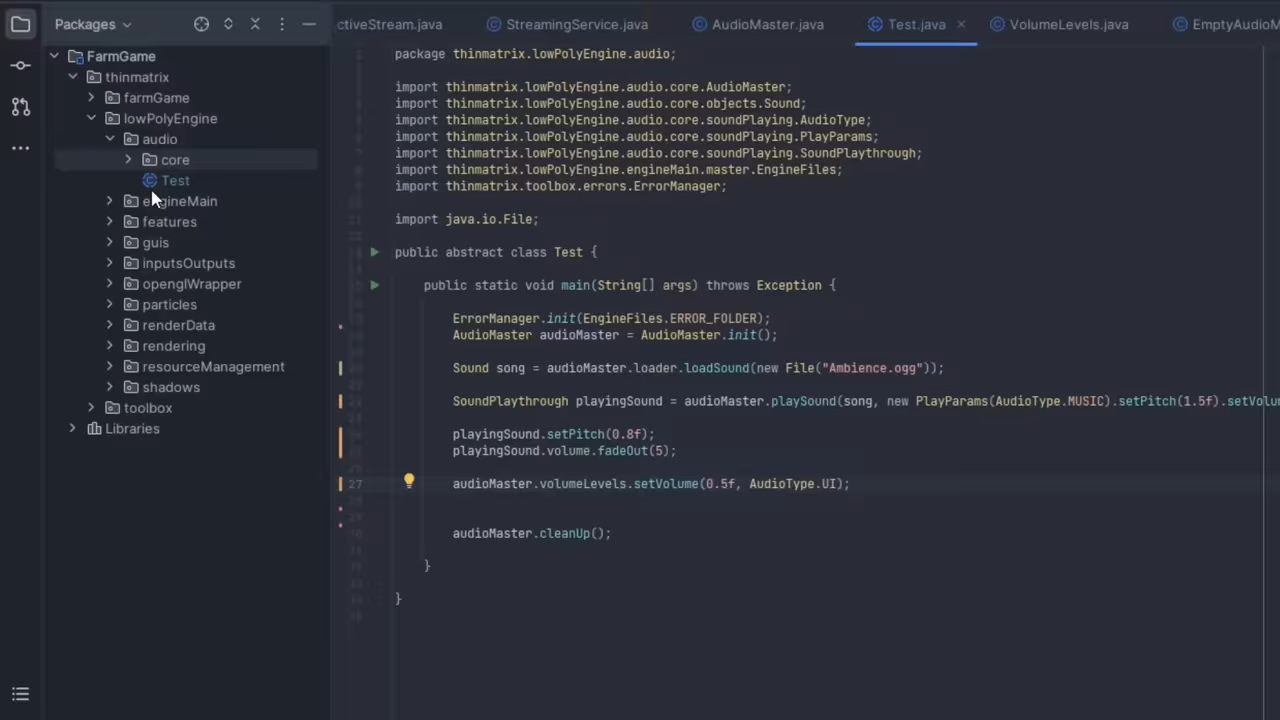 Packages
FarmGame
thinmatrix
farmGame
lowPolyEngine
audio
core
Test
engineMain
features
guis
inputsOutputs
openglWrapper
particles
renderData
rendering
resourceManagement
shadows
toolbox
Libraries
ctiveStream.java
StreamingService.java
AudioMaster.java
Test.java
VolumeLevels.java
EmptyAudioM
package thinmatrix.lowPolyEngine.audio;
import thinmatrix.lowPolyEngine.audio.core.AudioMaster;
import thinmatrix.lowPolyEngine.audio.core.objects.Sound;
import thinmatrix.lowPolyEngine.audio.core.soundPlaying.AudioType;
import thinmatrix.lowPolyEngine.audio.core.soundPlaying.PlayParams;
import thinmatrix.lowPolyEngine.audio.core.soundPlaying.SoundPlaythrough;
import thinmatrix.lowPolyEngine.engineMain.master.EngineFiles;
import thinmatrix.toolbox.errors.ErrorManager;
import java.io.File;
public abstract class Test {
public static void main(String[] args) throws Exception {
ErrorManager.init(EngineFiles.ERROR_FOLDER);
AudioMaster audioMaster = AudioMaster.init();
Sound song = audioMaster.loader.loadSound(new File("Ambience.ogg"));
SoundPlaythrough playingSound = audioMaster.playSound(song, new PlayParams(AudioType.MUSIC).setPitch(1.5f).setVolu
playingSound.setPitch(0.8f);
playingSound.volume.fadeOut(5);
27 audioMaster.volumeLevels.setVolume(0.5f, AudioType.UI);
audioMaster.cleanUp();
}
}